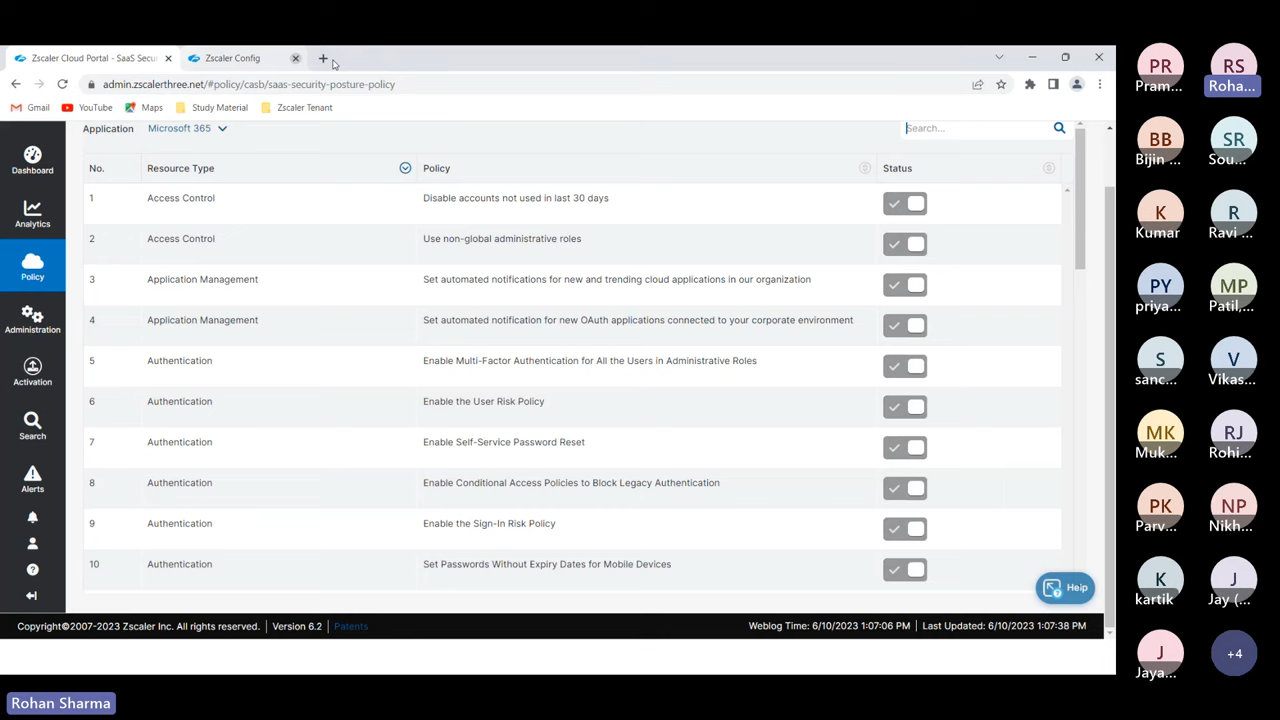 Zscaler Cloud Portal - SaaS Secu
Zscaler Config
admin.zscalerthree.net/#policy/casb/saas-security-posture-policy
Gmail
YouTube
Maps
Study Material
Zscaler Tenant
Application
Microsoft 365
Search...
No.
Resource Type
Policy
Status
1
Access Control
Disable accounts not used in last 30 days
2
Access Control
Use non-global administrative roles
3
Application Management
Set automated notifications for new and trending cloud applications in our organization
4
Application Management
Set automated notification for new OAuth applications connected to your corporate environment
5
Authentication
Enable Multi-Factor Authentication for All the Users in Administrative Roles
6
Authentication
Enable the User Risk Policy
7
Authentication
Enable Self-Service Password Reset
8
Authentication
Enable Conditional Access Policies to Block Legacy Authentication
9
Authentication
Enable the Sign-In Risk Policy
10
Authentication
Set Passwords Without Expiry Dates for Mobile Devices
Dashboard
Analytics
Policy
Administration
Activation
Search
Alerts
Help
Copyright©2007-2023 Zscaler Inc. All rights reserved.
Version 6.2
Patents
Weblog Time: 6/10/2023 1:07:06 PM
Last Updated: 6/10/2023 1:07:38 PM
PR
Pram...
RS
Roha...
BB
Bijin ...
SR
Sou...
K
Kumar
R
Ravi ...
PY
priya...
MP
Patil,...
S
sanc...
V
Vikas...
MK
Muk...
RJ
Rohi...
PK
Parv...
NP
Nikh...
K
kartik
J
Jay (...
J
Jaya...
+4
Rohan Sharma